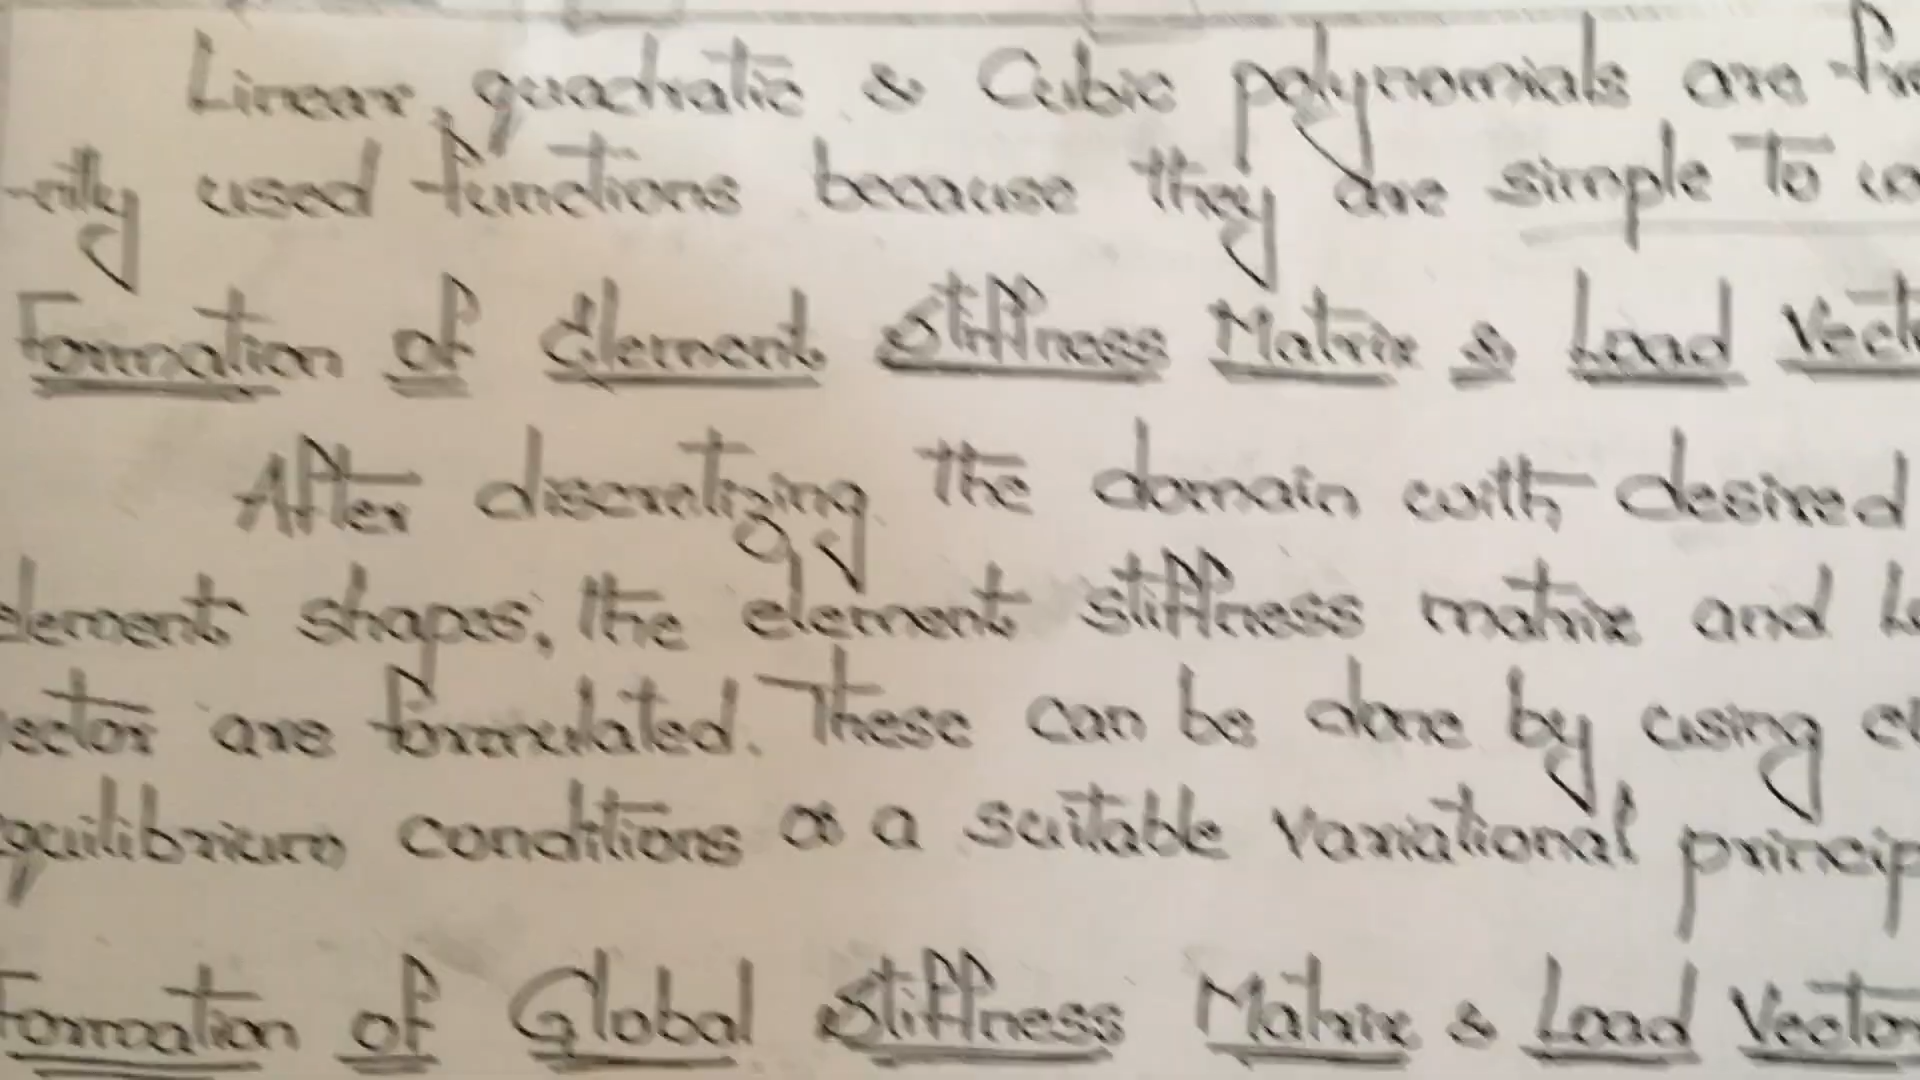 Linear, quadratic & Cubic polynomials are fre
-ntly used functions because they are simple to
Formation of Element Stiffness Matrix & Load Vect
After discretizing the domain with desired
element shapes, the element stiffness matrix and
vector are formulated. These can be done by using
equilibrium conditions or a suitable variational princip
Formation of Global Stiffness Matrix & Load Vector